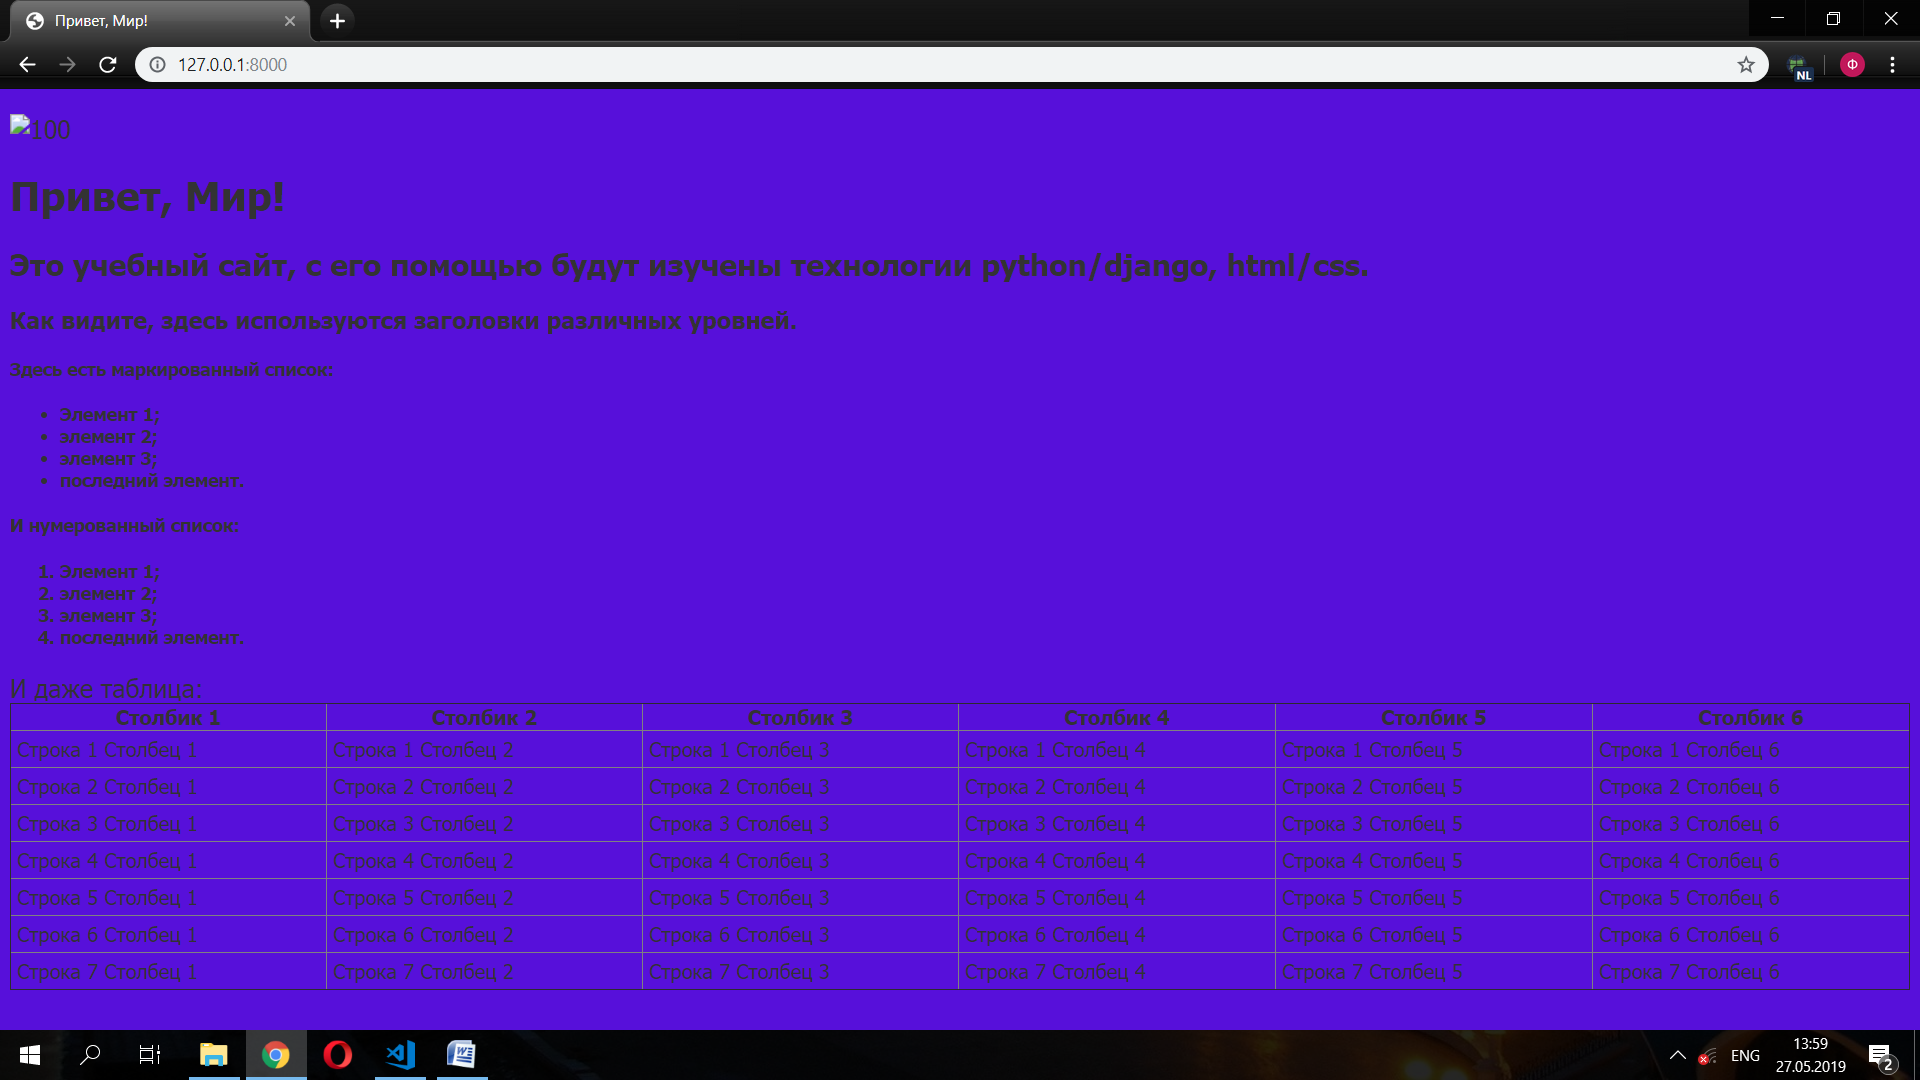 Привет, Мир!
127.0.0.1:8000
NL
Ф
100
Привет, Мир!
Это учебный сайт, с его помощью будут изучены технологии python/django, html/css.
Как видите, здесь используются заголовки различных уровней.
Здесь есть маркированный список:
• Элемент 1;
• элемент 2;
• элемент 3;
• последний элемент.
И нумерованный список:
1. Элемент 1;
2. элемент 2;
3. элемент 3;
4. последний элемент.
И даже таблица:
Столбик 1 Столбик 2 Столбик 3 Столбик 4 Столбик 5 Столбик 6
Строка 1 Столбец 1 Строка 1 Столбец 2 Строка 1 Столбец 3 Строка 1 Столбец 4 Строка 1 Столбец 5 Строка 1 Столбец 6
Строка 2 Столбец 1 Строка 2 Столбец 2 Строка 2 Столбец 3 Строка 2 Столбец 4 Строка 2 Столбец 5 Строка 2 Столбец 6
Строка 3 Столбец 1 Строка 3 Столбец 2 Строка 3 Столбец 3 Строка 3 Столбец 4 Строка 3 Столбец 5 Строка 3 Столбец 6
Строка 4 Столбец 1 Строка 4 Столбец 2 Строка 4 Столбец 3 Строка 4 Столбец 4 Строка 4 Столбец 5 Строка 4 Столбец 6
Строка 5 Столбец 1 Строка 5 Столбец 2 Строка 5 Столбец 3 Строка 5 Столбец 4 Строка 5 Столбец 5 Строка 5 Столбец 6
Строка 6 Столбец 1 Строка 6 Столбец 2 Строка 6 Столбец 3 Строка 6 Столбец 4 Строка 6 Столбец 5 Строка 6 Столбец 6
Строка 7 Столбец 1 Строка 7 Столбец 2 Строка 7 Столбец 3 Строка 7 Столбец 4 Строка 7 Столбец 5 Строка 7 Столбец 6
ENG
13:59
27.05.2019
2